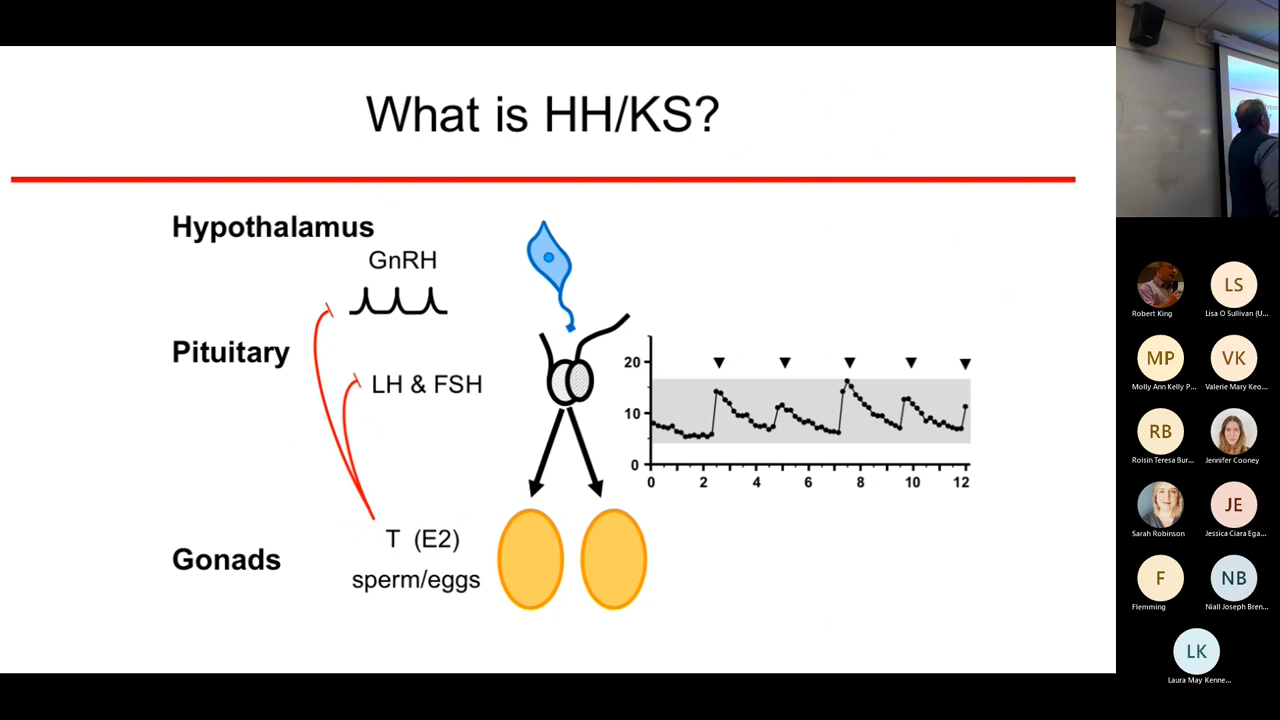 What is HH/KS?
Hypothalamus
GnRH
Pituitary
LH & FSH
20
10
0
0 2 4 6 8 10 12
T (E2)
Gonads
sperm/eggs
Robert King
LS
Lisa O Sullivan (U...
MP
Molly Ann Kelly P...
VK
Valerie Mary Keo...
RB
Roisin Teresa Bur...
Jennifer Cooney
Sarah Robinson
JE
Jessica Ciara Ega...
F
Flemming
NB
Niall Joseph Bren...
LK
Laura May Kenne...